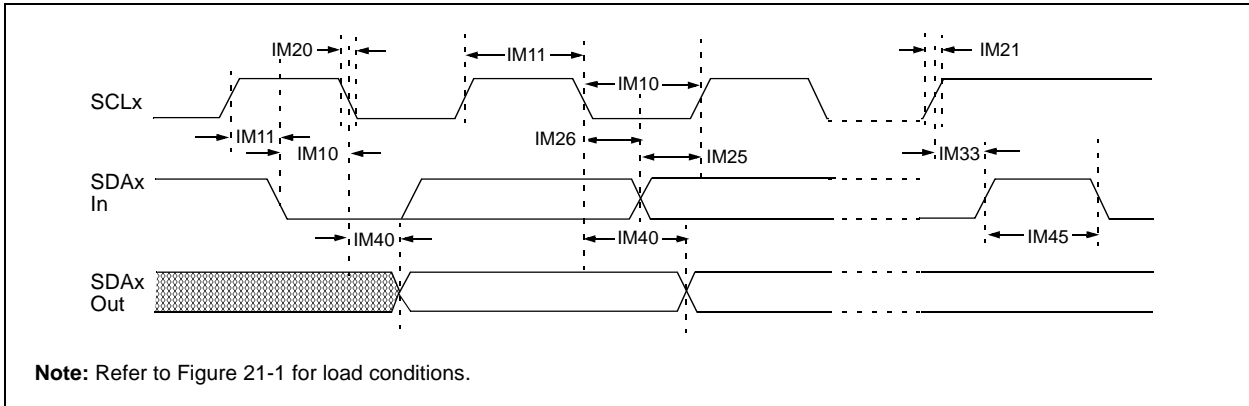 IM20
IM11
IM21
IM10
SCLx
IM11
IM26
IM10
IM25
IM33
SDAx
In
IM40
IM40
IM45
SDAx
Out
Note: Refer to Figure 21-1 for load conditions.